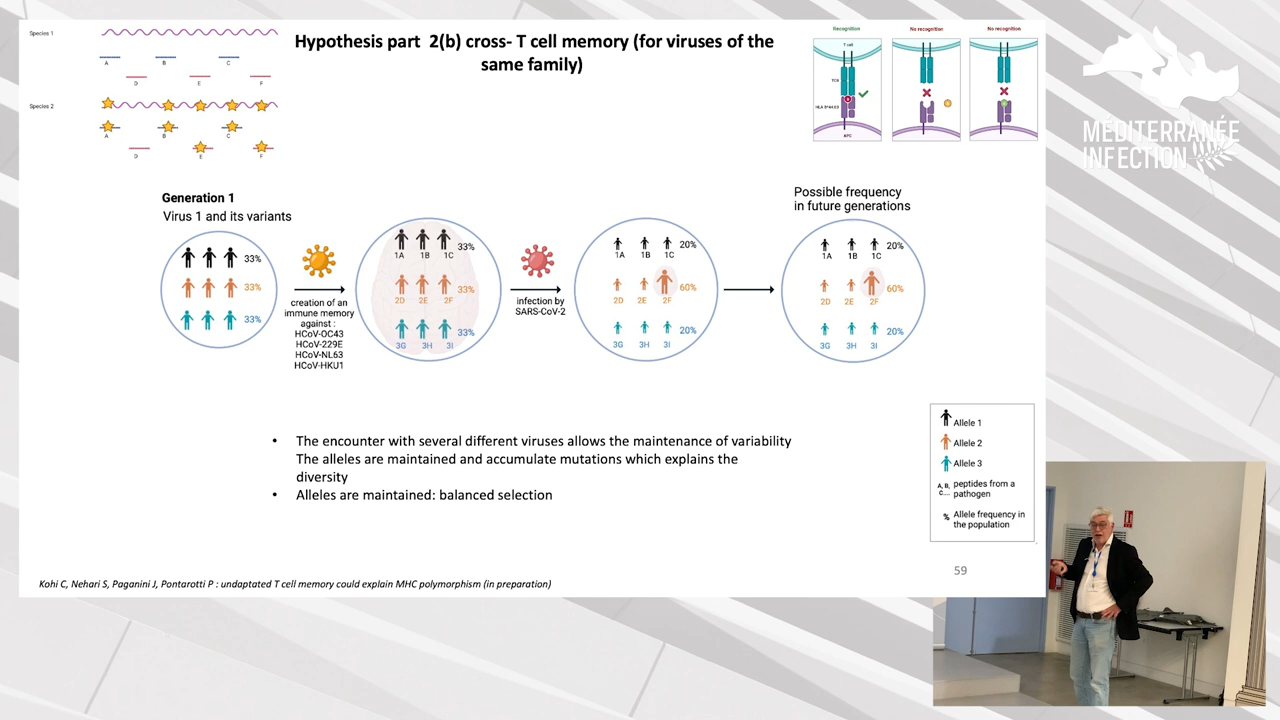 Hypothesis part 2(b) cross- T cell memory (for viruses of the
same family)
Species 1
A B C
D E F
Species 2
A B C
D E F
Recognition
No recognition
No recognition
T cell
TCR
APC
MÉDITERRANÉE
INFECTION
Generation 1
Virus 1 and its variants
33%
33%
33%
creation of an
immune memory
against :
HCoV-OC43
HCoV-229E
HCoV-NL63
HCoV-HKU1
33%
1A 1B 1C
33%
2D 2E 2F
33%
3G 3H 3I
infection by
SARS-CoV-2
20%
1A 1B 1C
60%
2D 2E 2F
20%
3G 3H 3I
Possible frequency
in future generations
20%
1A 1B 1C
60%
2D 2E 2F
20%
3G 3H 3I
• The encounter with several different viruses allows the maintenance of variability
The alleles are maintained and accumulate mutations which explains the
diversity
• Alleles are maintained: balanced selection
Allele 1
Allele 2
Allele 3
A, B, C.... peptides from a
pathogen
% Allele frequency in
the population
59
Kohi C, Nehari S, Paganini J, Pontarotti P : undaptated T cell memory could explain MHC polymorphism (in preparation)